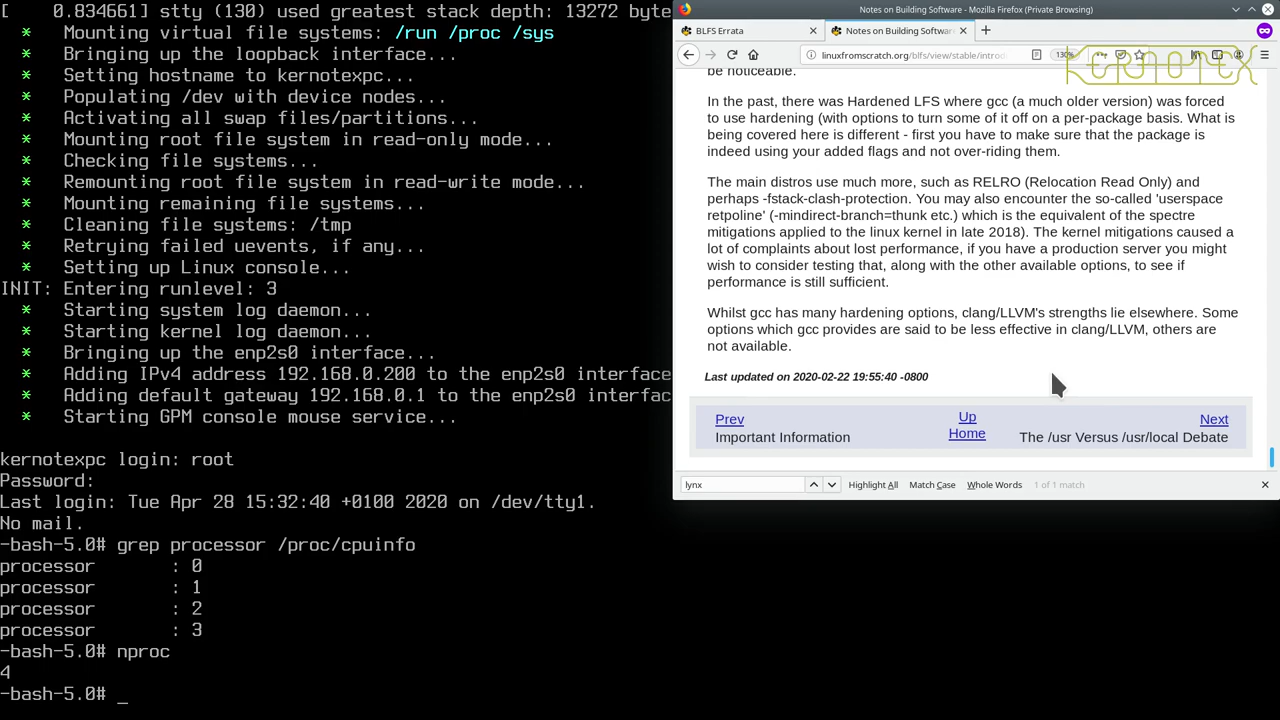 [    0.834661] stty (130) used greatest stack depth: 13272 byte
* Mounting virtual file systems: /run /proc /sys
* Bringing up the loopback interface...
* Setting hostname to kernotexpc...
* Populating /dev with device nodes...
* Activating all swap files/partitions...
* Mounting root file system in read-only mode...
* Checking file systems...
* Remounting root file system in read-write mode...
* Mounting remaining file systems...
* Cleaning file systems: /tmp
* Retrying failed uevents, if any...
* Setting up Linux console...
INIT: Entering runlevel: 3
* Starting system log daemon...
* Starting kernel log daemon...
* Bringing up the enp2s0 interface...
* Adding IPv4 address 192.168.0.200 to the enp2s0 interface
* Adding default gateway 192.168.0.1 to the enp2s0 interfac
* Starting GPM console mouse service...
kernotexpc login: root
Password:
Last login: Tue Apr 28 15:32:40 +0100 2020 on /dev/tty1.
No mail.
-bash-5.0# grep processor /proc/cpuinfo
processor : 0
processor : 1
processor : 2
processor : 3
-bash-5.0# nproc
4
-bash-5.0# _
Notes on Building Software - Mozilla Firefox (Private Browsing)
BLFS Errata
Notes on Building Software
linuxfromscratch.org/blfs/view/stable/introd
130%
KERNOTEX
be noticeable.
In the past, there was Hardened LFS where gcc (a much older version) was forced
to use hardening (with options to turn some of it off on a per-package basis. What is
being covered here is different - first you have to make sure that the package is
indeed using your added flags and not over-riding them.
The main distros use much more, such as RELRO (Relocation Read Only) and
perhaps -fstack-clash-protection. You may also encounter the so-called 'userspace
retpoline' (-mindirect-branch=thunk etc.) which is the equivalent of the spectre
mitigations applied to the linux kernel in late 2018). The kernel mitigations caused a
lot of complaints about lost performance, if you have a production server you might
wish to consider testing that, along with the other available options, to see if
performance is still sufficient.
Whilst gcc has many hardening options, clang/LLVM's strengths lie elsewhere. Some
options which gcc provides are said to be less effective in clang/LLVM, others are
not available.
Last updated on 2020-02-22 19:55:40 -0800
Prev Up Next
Important Information Home The /usr Versus /usr/local Debate
lynx Highlight All Match Case Whole Words 1 of 1 match